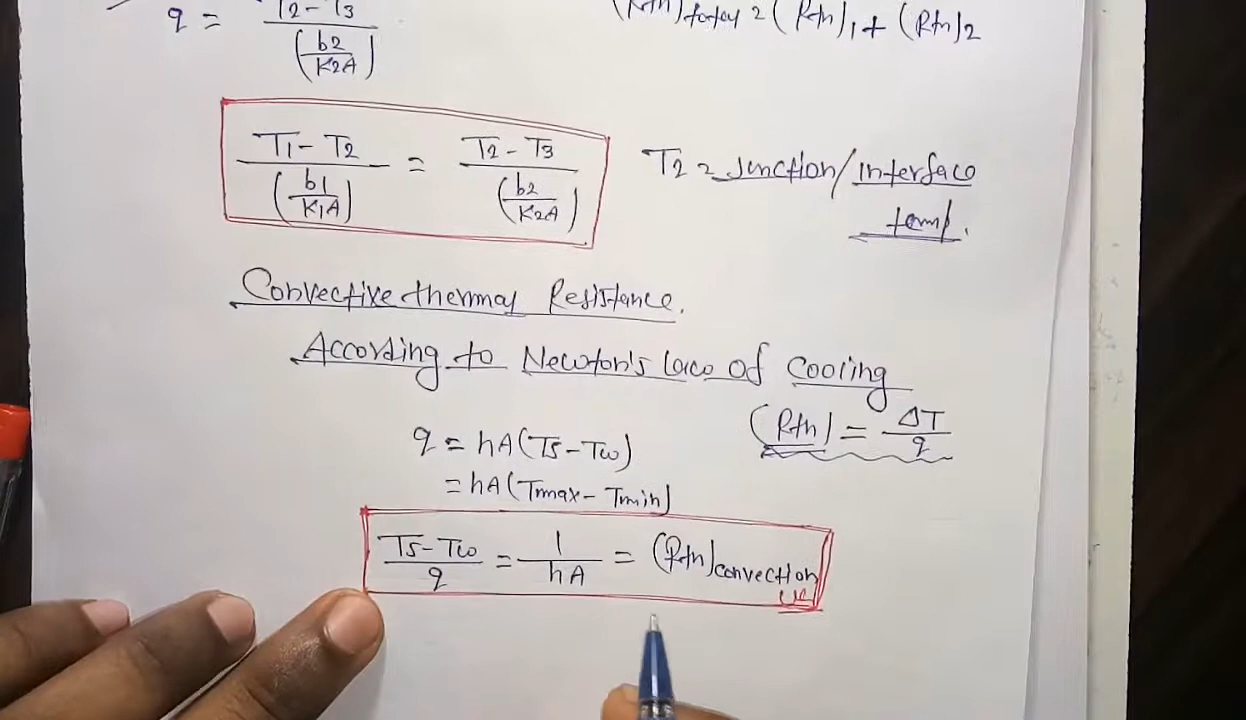 q = T2 - T3 / (b2 / K2A)
(Rth)total = (Rth)1 + (Rth)2
(T1 - T2) / (b1 / K1A) = (T2 - T3) / (b2 / K2A)
T2 = Junction/interface
temp.
Convective thermal Resistance.
According to Newton's Law of Cooling
q = hA(Ts - T∞)
(Rth) = ΔT / q
= hA(Tmax - Tmin)
(Ts - T∞) / q = 1 / hA = (Rth)convection